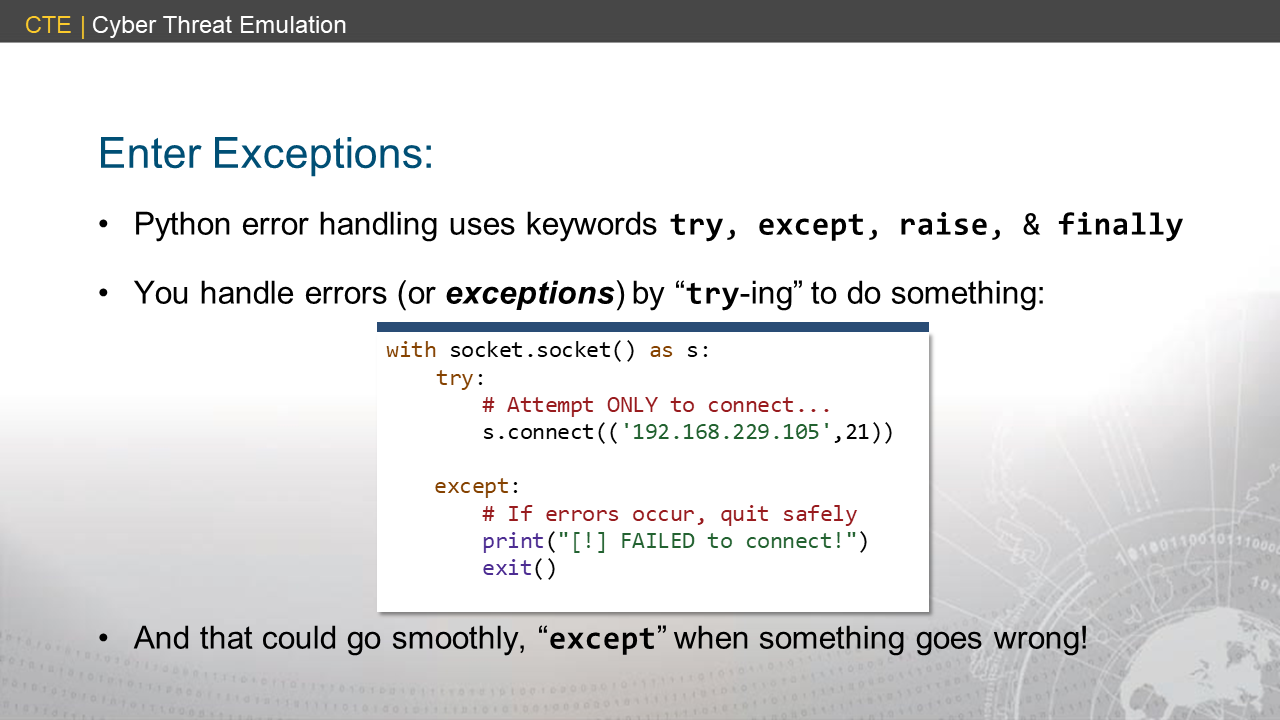 CTE | Cyber Threat Emulation
Enter Exceptions:
• Python error handling uses keywords try, except, raise, & finally
• You handle errors (or exceptions) by “try-ing” to do something:
with socket.socket() as s:
    try:
        # Attempt ONLY to connect...
        s.connect(('192.168.229.105',21))
    except:
        # If errors occur, quit safely
        print("[!] FAILED to connect!")
        exit()
• And that could go smoothly, “except” when something goes wrong!